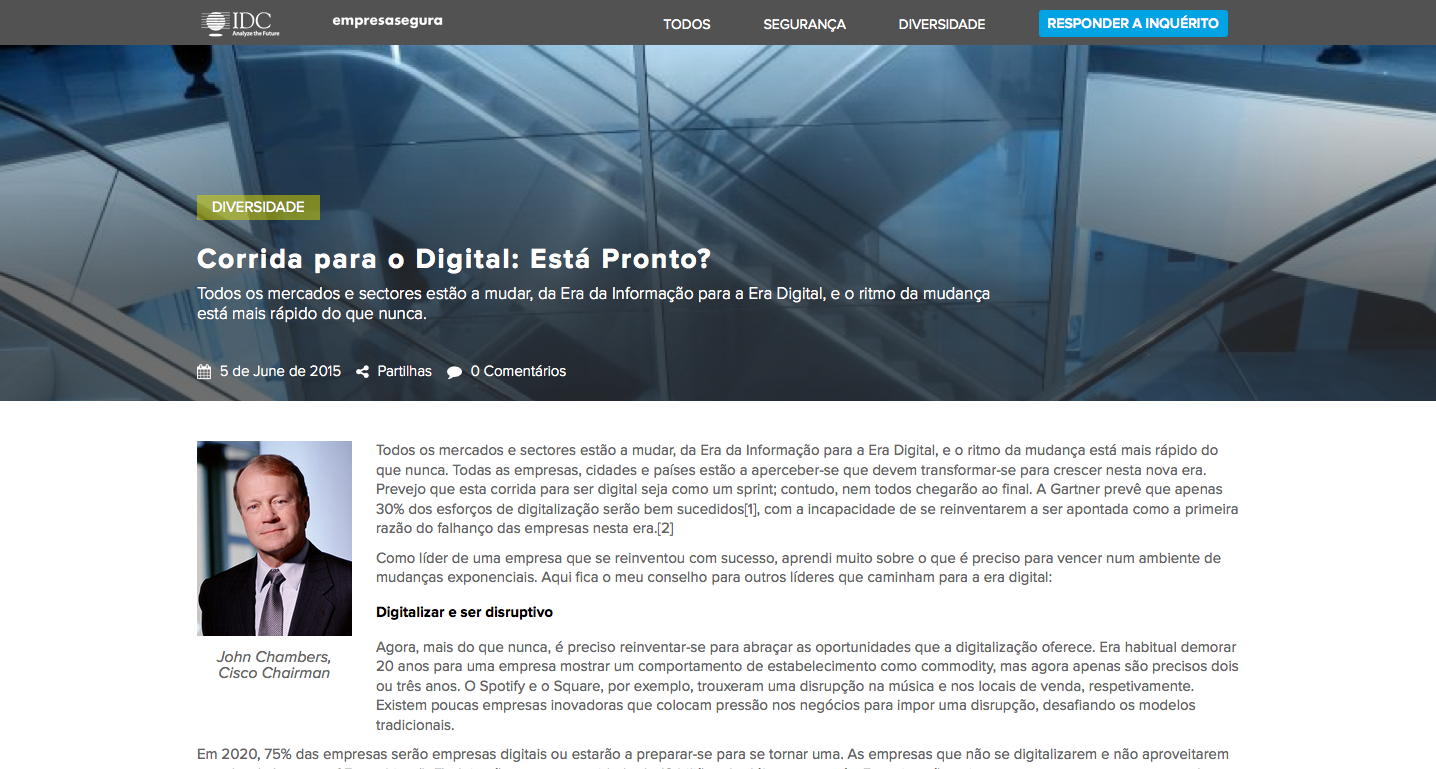 IDC
Analyze the Future
empresasegura
TODOS
SEGURANÇA
DIVERSIDADE
RESPONDER A INQUÉRITO
DIVERSIDADE
Corrida para o Digital: Está Pronto?
Todos os mercados e sectores estão a mudar, da Era da Informação para a Era Digital, e o ritmo da mudança
está mais rápido do que nunca.
5 de June de 2015
Partilhas
0 Comentários
Todos os mercados e sectores estão a mudar, da Era da Informação para a Era Digital, e o ritmo da mudança está mais rápido do
que nunca. Todas as empresas, cidades e países estão a aperceber-se que devem transformar-se para crescer nesta nova era.
Prevejo que esta corrida para ser digital seja como um sprint; contudo, nem todos chegarão ao final. A Gartner prevê que apenas
30% dos esforços de digitalização serão bem sucedidos[1], com a incapacidade de se reinventarem a ser apontada como a primeira
razão do falhanço das empresas nesta era.[2]
Como líder de uma empresa que se reinventou com sucesso, aprendi muito sobre o que é preciso para vencer num ambiente de
mudanças exponenciais. Aqui fica o meu conselho para outros líderes que caminham para a era digital:
Digitalizar e ser disruptivo
Agora, mais do que nunca, é preciso reinventar-se para abraçar as oportunidades que a digitalização oferece. Era habitual demorar
20 anos para uma empresa mostrar um comportamento de estabelecimento como commodity, mas agora apenas são precisos dois
ou três anos. O Spotify e o Square, por exemplo, trouxeram uma disrupção na música e nos locais de venda, respetivamente.
Existem poucas empresas inovadoras que colocam pressão nos negócios para impor uma disrupção, desafiando os modelos
tradicionais.
John Chambers,
Cisco Chairman
Em 2020, 75% das empresas serão empresas digitais ou estarão a preparar-se para se tornar uma. As empresas que não se digitalizarem e não aproveitarem